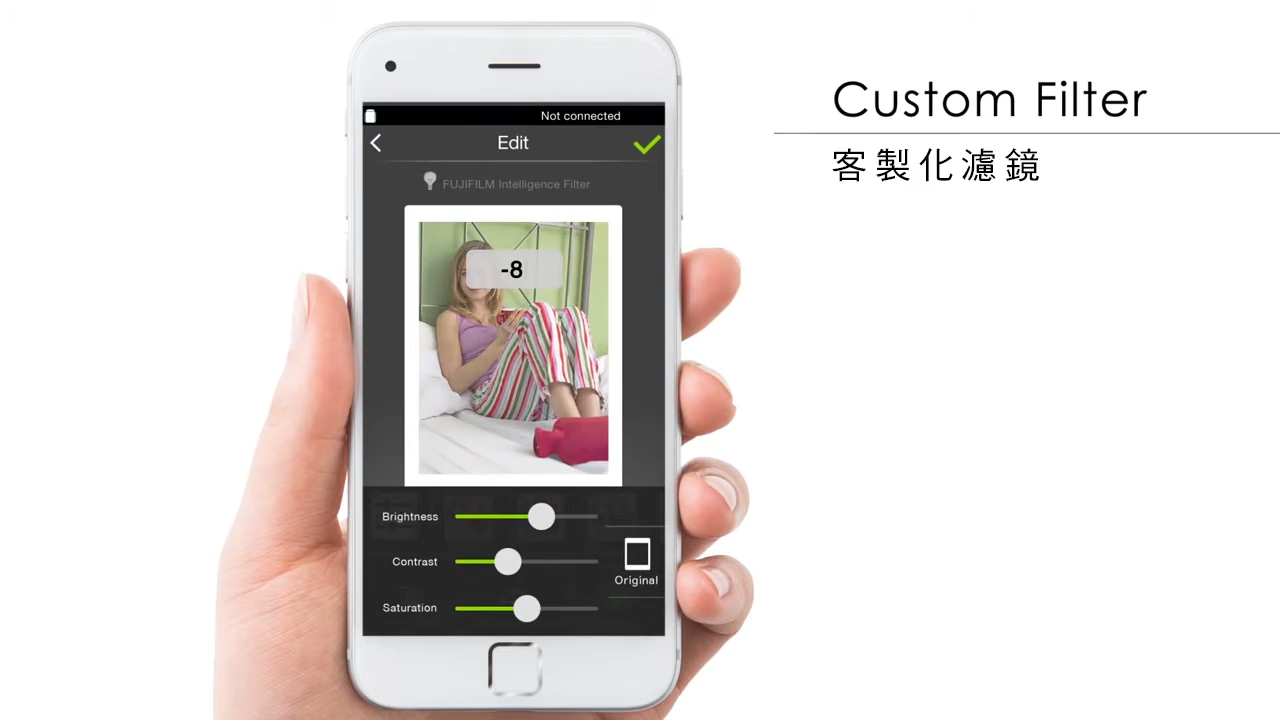 Custom Filter
客製化濾鏡
Not connected
Edit
FUJIFILM Intelligence Filter
-8
Brightness
Contrast
Original
Saturation